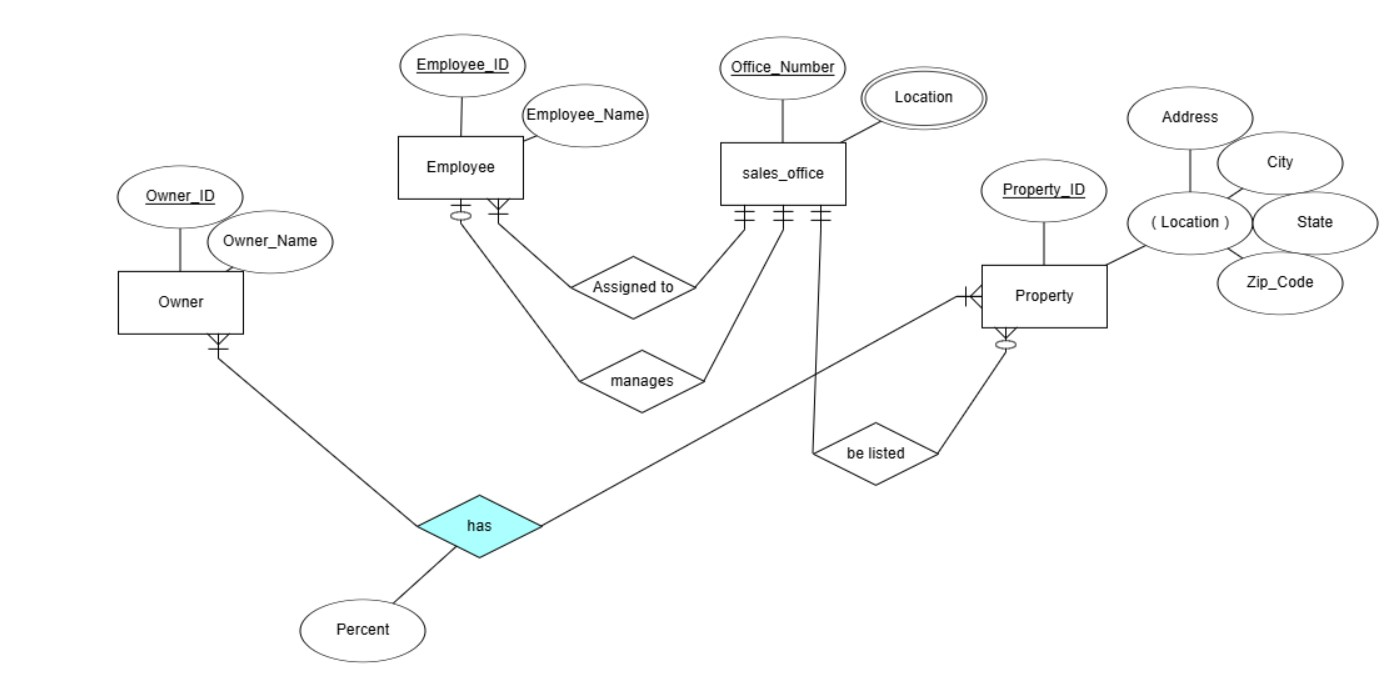 Employee_ID
Office_Number
Location
Employee_Name
Address
Employee
sales_office
City
Owner_ID
Property_ID
( Location )
State
Owner_Name
Owner
Assigned to
Property
Zip_Code
manages
be listed
has
Percent